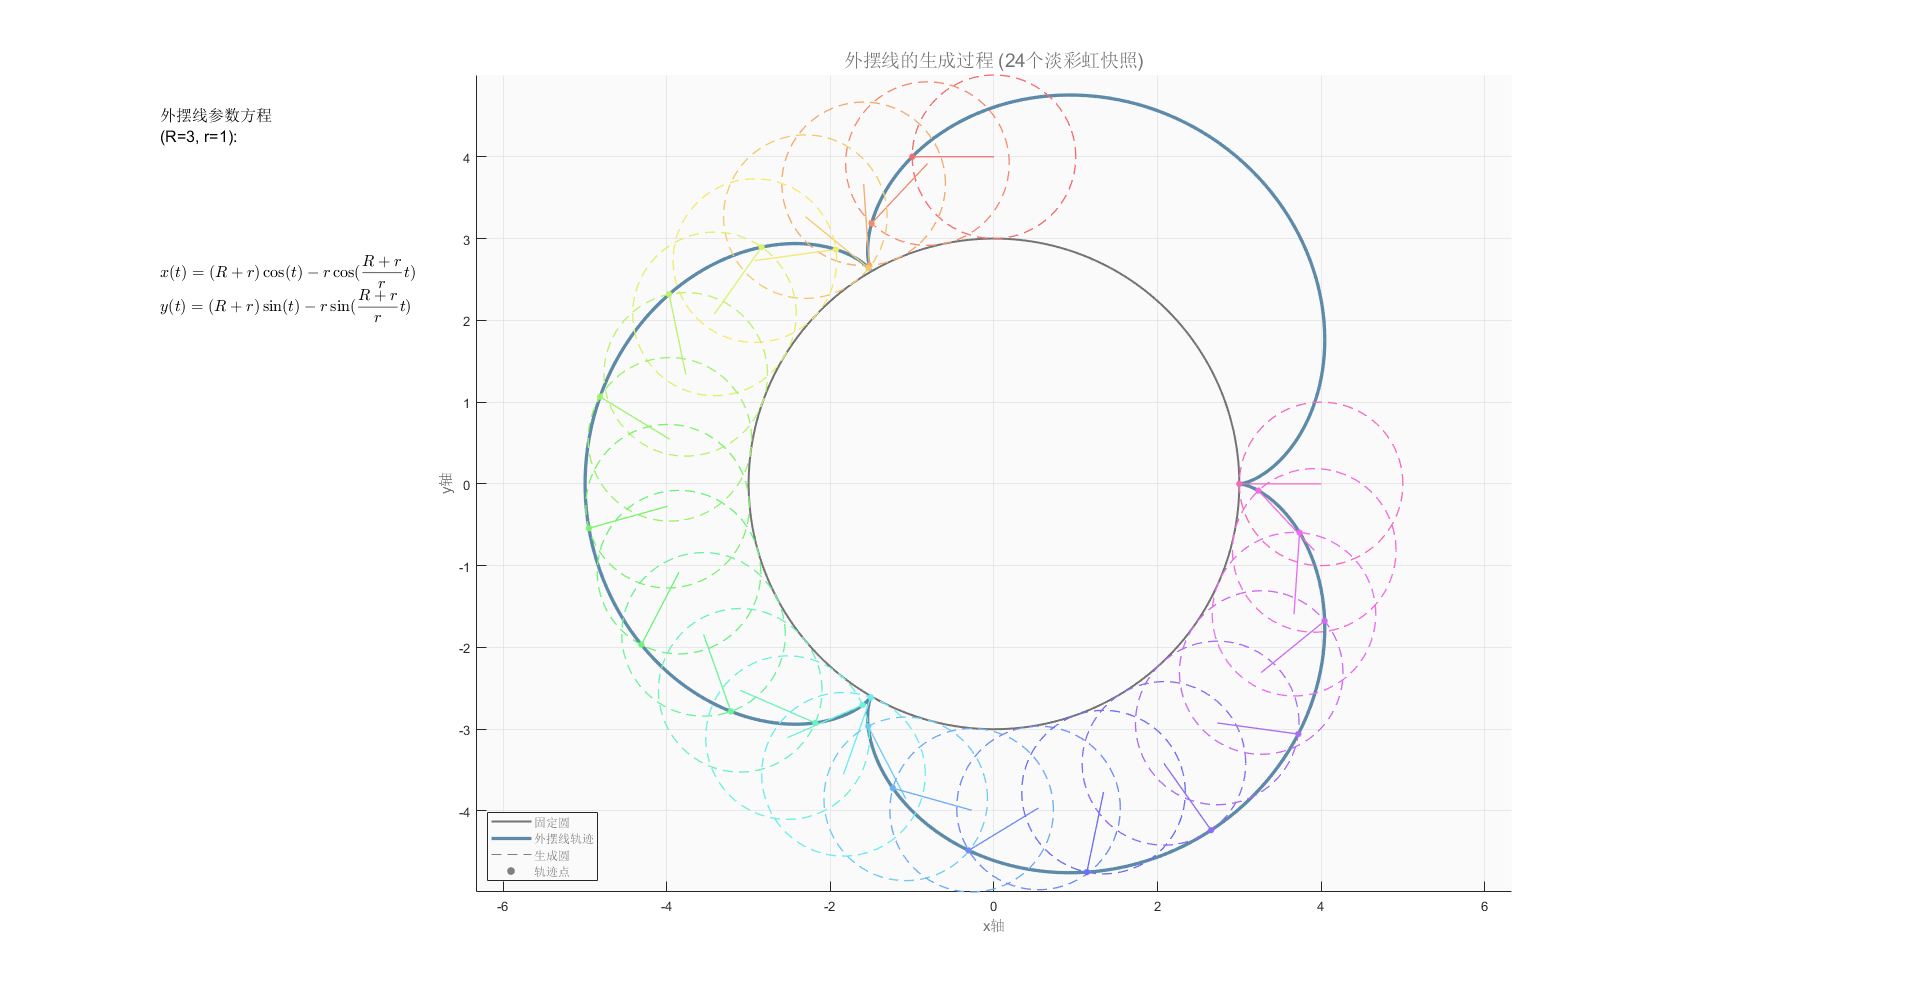 外摆线的生成过程 (24个淡彩虹快照)
外摆线参数方程
(R=3, r=1):
x(t) = (R + r) cos(t) − r cos(\frac{R + r}{r}t)
y(t) = (R + r) sin(t) − r sin(\frac{R + r}{r}t)
y轴
4
3
2
1
0
-1
-2
-3
-4
固定圆
外摆线轨迹
生成圆
轨迹点
-6 -4 -2 0 2 4 6
x轴